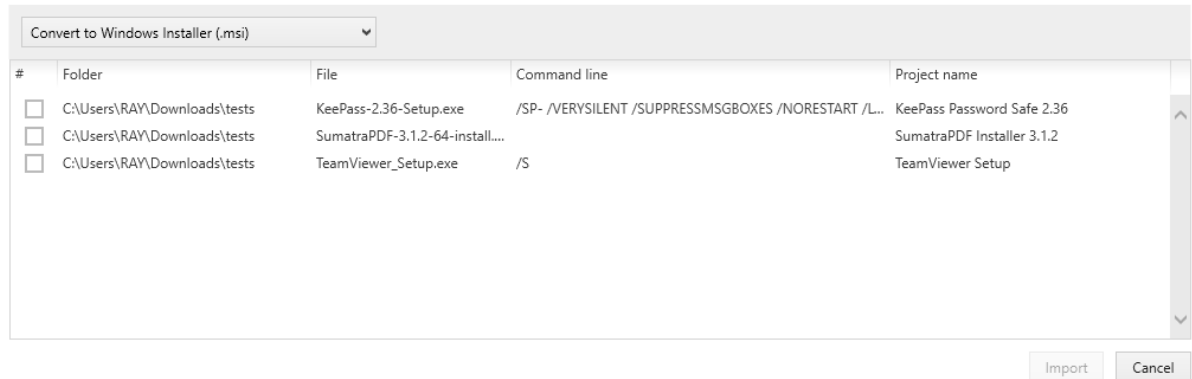 Convert to Windows Installer (.msi)
# Folder File Command line Project name
C:\Users\RAY\Downloads\tests KeePass-2.36-Setup.exe /SP- /VERYSILENT /SUPPRESSMSGBOXES /NORESTART /L... KeePass Password Safe 2.36
C:\Users\RAY\Downloads\tests SumatraPDF-3.1.2-64-install.... SumatraPDF Installer 3.1.2
C:\Users\RAY\Downloads\tests TeamViewer_Setup.exe /S TeamViewer Setup
Import Cancel